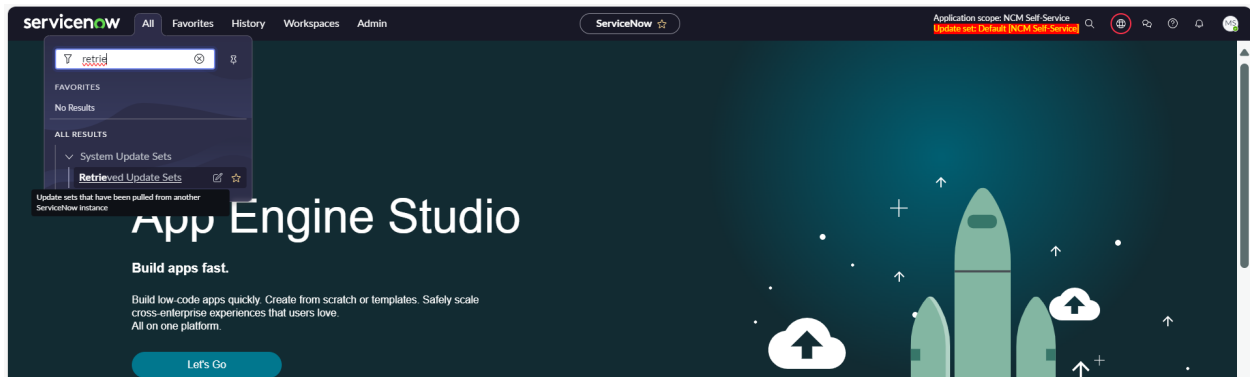 servicenow All Favorites History Workspaces Admin ServiceNow Application scope: NCM Self-Service
Update set: Default [NCM Self-Service]
MS
retrie
FAVORITES
No Results
ALL RESULTS
System Update Sets
Retrieved Update Sets
Update sets that have been pulled from another
ServiceNow instance
App Engine Studio
Build apps fast.
Build low-code apps quickly. Create from scratch or templates. Safely scale
cross-enterprise experiences that users love.
All on one platform.
Let's Go